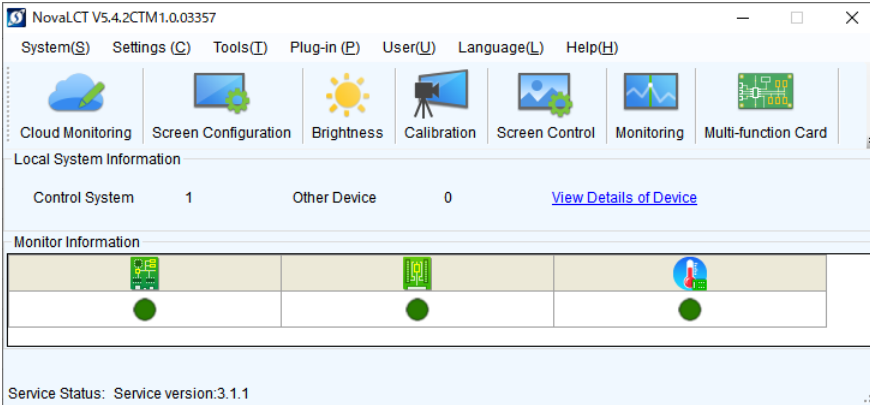 NovaLCT V5.4.2CTM1.0.03357
System(S) Settings (C) Tools(T) Plug-in (P) User(U) Language(L) Help(H)
Cloud Monitoring Screen Configuration Brightness Calibration Screen Control Monitoring Multi-function Card
Local System Information
Control System 1 Other Device 0 View Details of Device
Monitor Information
Service Status: Service version:3.1.1